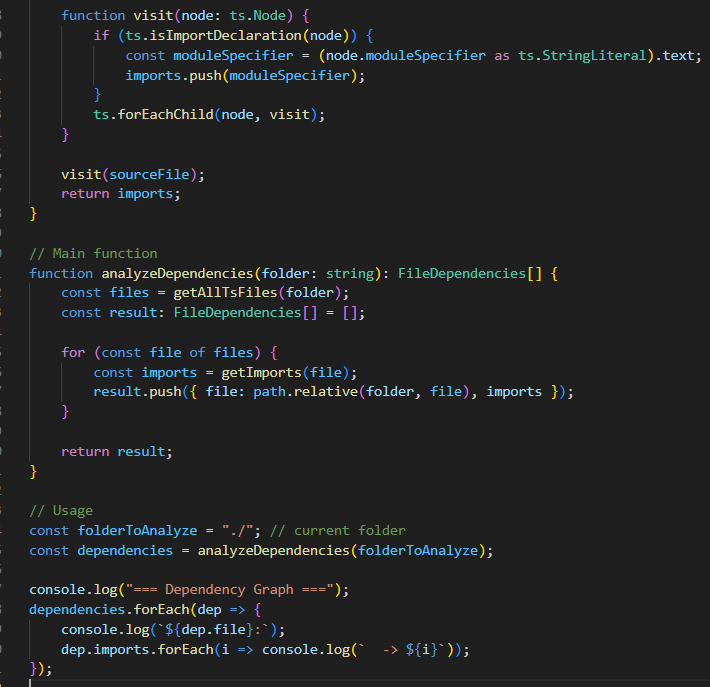 function visit(node: ts.Node) {
if (ts.isImportDeclaration(node)) {
const moduleSpecifier = (node.moduleSpecifier as ts.StringLiteral).text;
imports.push(moduleSpecifier);
}
ts.forEachChild(node, visit);
}
visit(sourceFile);
return imports;
}
// Main function
function analyzeDependencies(folder: string): FileDependencies[] {
const files = getAllTsFiles(folder);
const result: FileDependencies[] = [];
for (const file of files) {
const imports = getImports(file);
result.push({ file: path.relative(folder, file), imports });
}
return result;
}
// Usage
const folderToAnalyze = "./"; // current folder
const dependencies = analyzeDependencies(folderToAnalyze);
console.log("=== Dependency Graph ===");
dependencies.forEach(dep => {
console.log(`${dep.file}:`);
dep.imports.forEach(i => console.log(`  -> ${i}`));
});